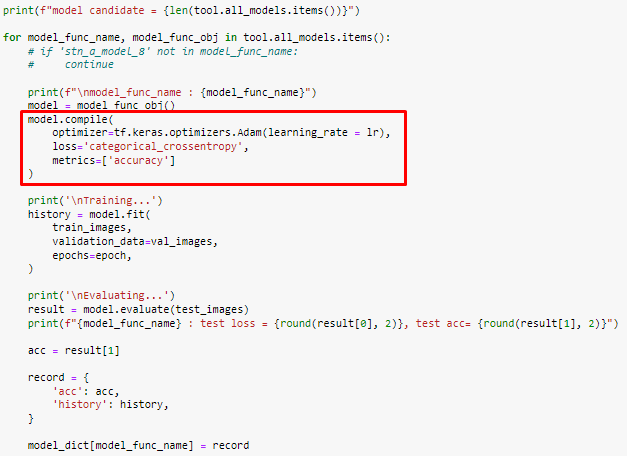 print(f"model candidate = {len(tool.all_models.items())}")
for model_func_name, model_func_obj in tool.all_models.items():
# if 'stn_a_model_8' not in model_func_name:
#     continue
print(f"\nmodel_func_name : {model_func_name}")
model = model_func_obj()
model.compile(
optimizer=tf.keras.optimizers.Adam(learning_rate = lr),
loss='categorical_crossentropy',
metrics=['accuracy']
)
print('\nTraining...')
history = model.fit(
train_images,
validation_data=val_images,
epochs=epoch,
)
print('\nEvaluating...')
result = model.evaluate(test_images)
print(f"{model_func_name} : test loss = {round(result[0], 2)}, test acc= {round(result[1], 2)}")
acc = result[1]
record = {
'acc': acc,
'history': history,
}
model_dict[model_func_name] = record